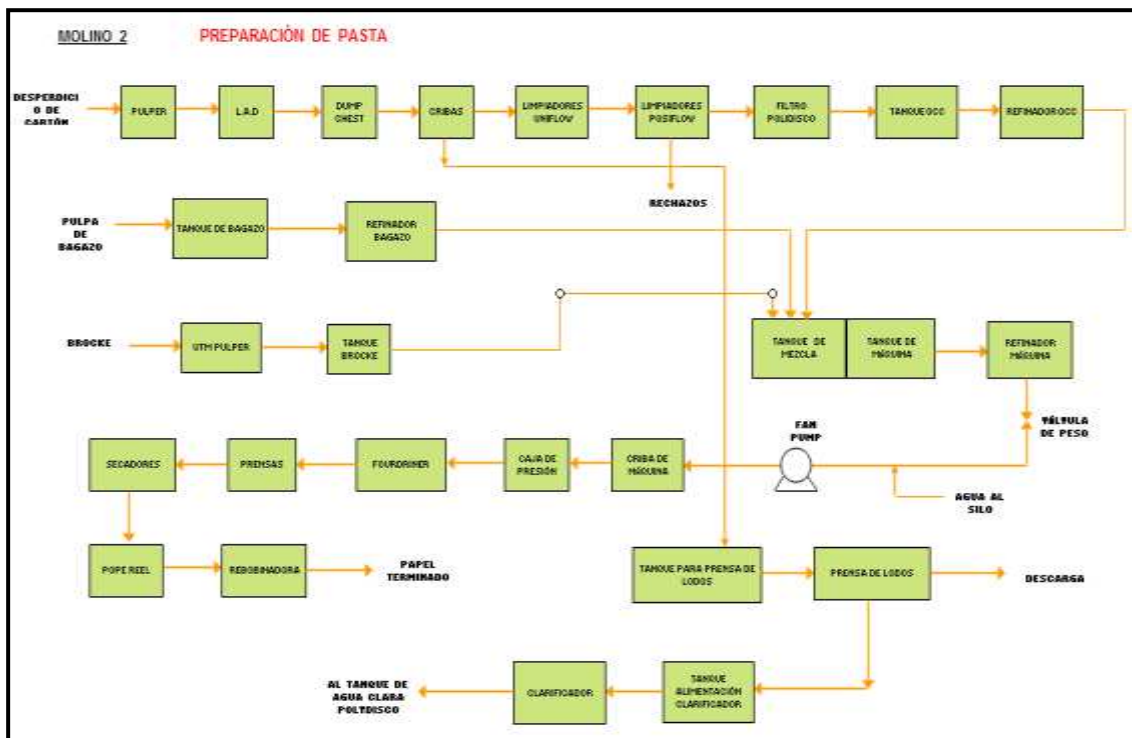 MOLINO 2
PREPARACIÓN DE PASTA
DESPERDICI
O DE
CARTÓN
PULPER
L.A.D
DUMP
CHEST
CRIBAS
LIMPIADORES
UNIFLOW
LIMPIADORES
POSIFLOW
FILTRO
POLIDISCO
TANQUE OCC
REFINADOR OCC
RECHAZOS
PULPA
DE
BAGAZO
TANQUE DE BAGAZO
REFINADOR
BAGAZO
BROCKE
UTM PULPER
TANQUE
BROCKE
TANQUE DE
MEZCLA
TANQUE DE
MÁQUINA
REFINADOR
MÁQUINA
VÁLVULA
DE PESO
FAN
PUMP
SECADORES
PRENSAS
FOURDRINER
CAJA DE
PRESIÓN
CRIBA DE
MÁQUINA
AGUA AL
SILO
POPE REEL
REBOBINADORA
PAPEL
TERMINADO
TANQUE PARA PRENSA DE
LODOS
PRENSA DE LODOS
DESCARGA
AL TANQUE DE
AGUA CLARA
POLYDISCO
CLARIFICADOR
TANQUE
ALIMENTACIÓN
CLARIFICADOR